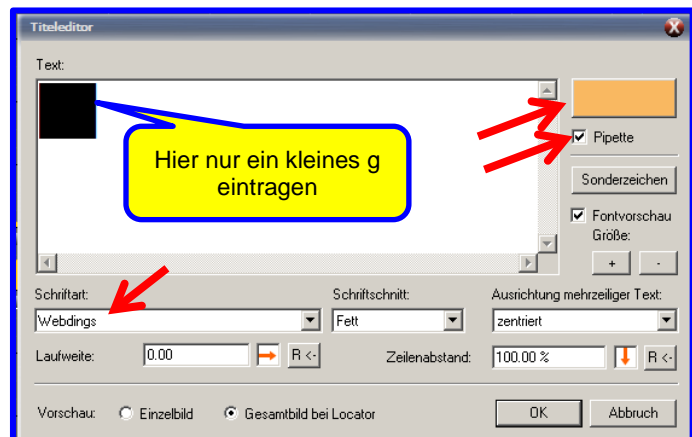 Titeleditor
Text:
Hier nur ein kleines g
eintragen
Pipette
Sonderzeichen
Fontvorschau
Größe:
+ -
Schriftart: Schriftschnitt: Ausrichtung mehrzeiliger Text:
Webdings Fett zentriert
Laufweite: 0.00 R <- Zeilenabstand: 100.00 % R <-
Vorschau: Einzelbild Gesamtbild bei Locator OK Abbruch